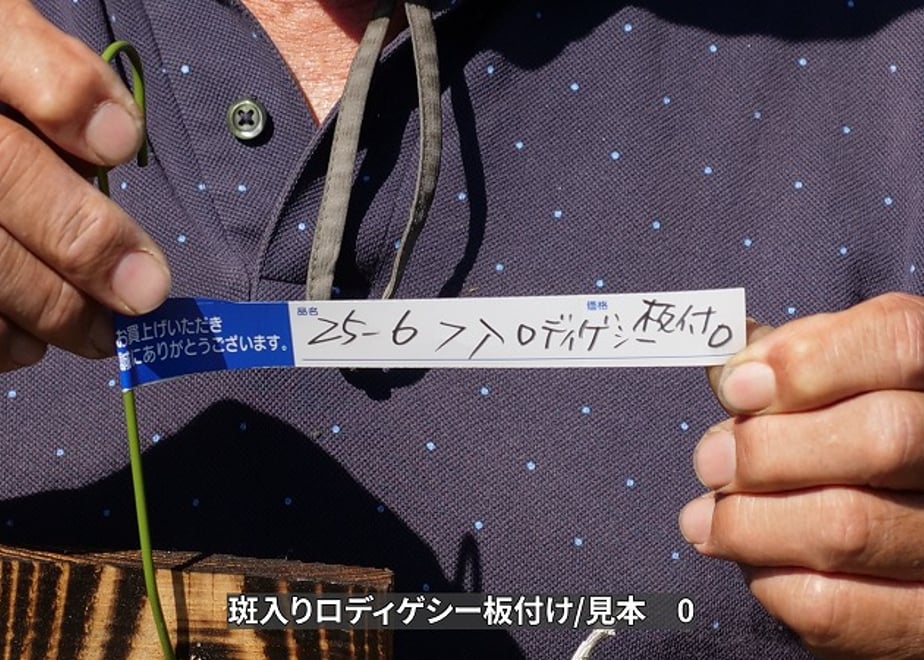 お買上げいただき
誠にありがとうございます。
品名
価格
25-6 フ入ロディゲシー板付0
斑入りロディゲシー板付け/見本 0